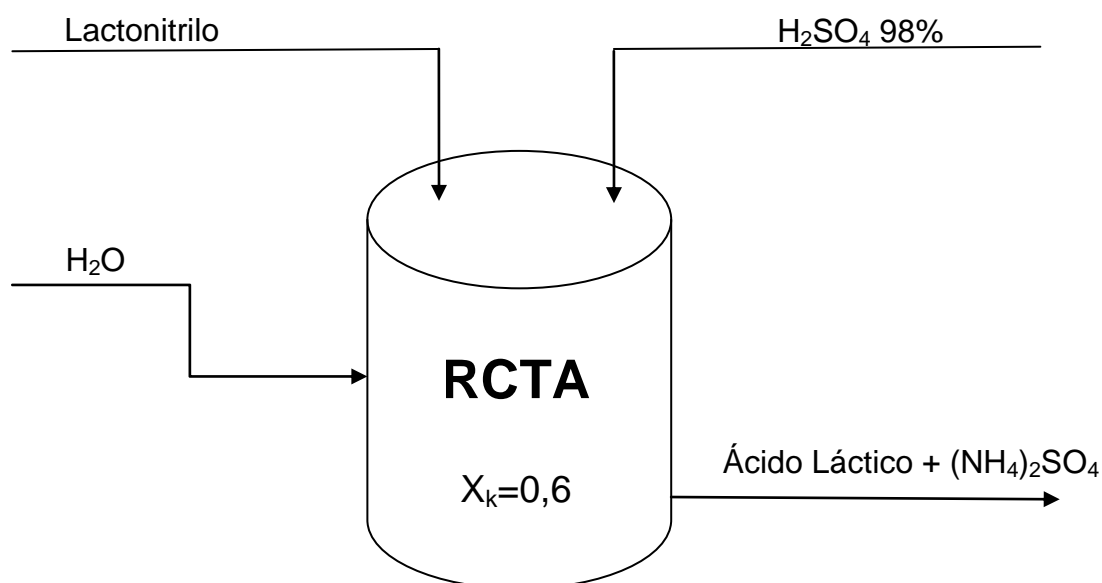 Lactonitrilo
H₂SO₄ 98%
H₂O
RCTA
Xₖ=0,6
Ácido Láctico + (NH₄)₂SO₄